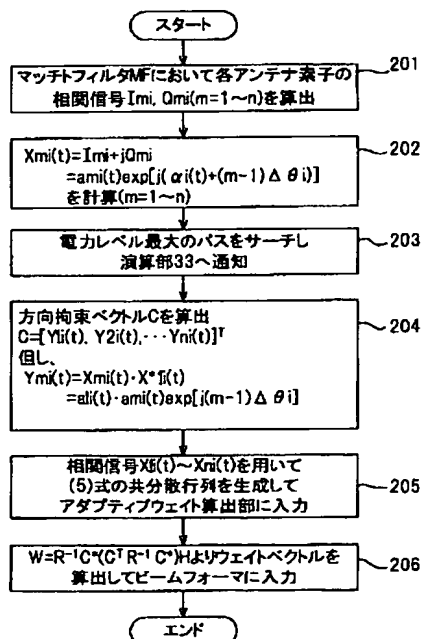 スタート
201
マッチトフィルタMFにおいて各アンテナ素子の
相関信号Imi, Qmi(m=1〜n)を算出
202
Xmi(t)=Imi+jQmi
=ami(t)exp[j(αi(t)+(m-1)Δθi)]
を計算(m=1〜n)
203
電力レベル最大のパスをサーチし
演算部33へ通知
204
方向拘束ベクトルCを算出
C=[Y1i(t), Y2i(t), ･･･Yni(t)]ᵀ
但し、
Ymi(t)=Xmi(t)･X*1i(t)
=a1i(t)･ami(t)exp[j(m-1)Δθi]
205
相関信号X1i(t)〜Xni(t)を用いて
(5)式の共分散行列を生成して
アダプティブウェイト算出部に入力
206
W=R⁻¹C*(Cᵀ R⁻¹ C*)Hよりウェイトベクトルを
算出してビームフォーマに入力
エンド